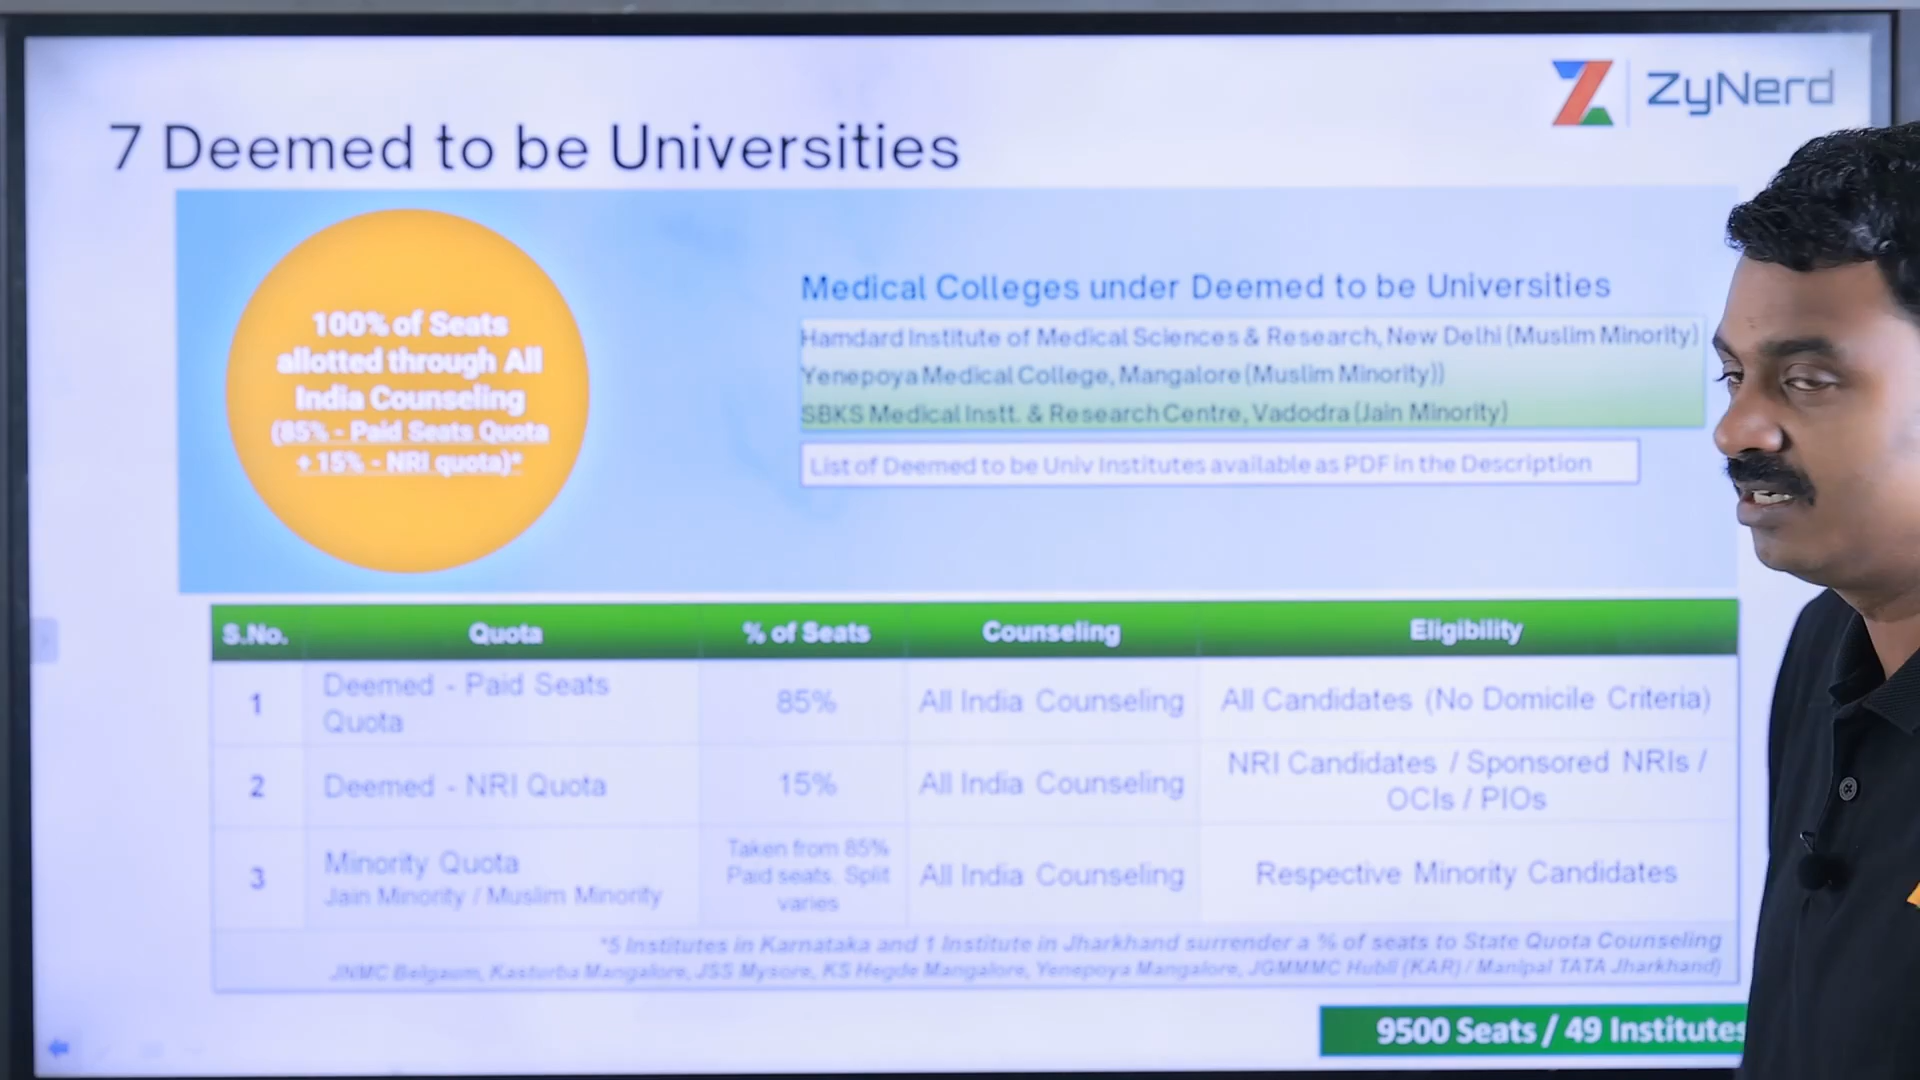 ZyNerd
7 Deemed to be Universities
100% of Seats
allotted through All
India Counseling
(85% - Paid Seats Quota
+ 15% - NRI quota)*
Medical Colleges under Deemed to be Universities
Hamdard Institute of Medical Sciences & Research, New Delhi (Muslim Minority)
Yenepoya Medical College, Mangalore (Muslim Minority))
SBKS Medical Instt. & Research Centre, Vadodra (Jain Minority)
List of Deemed to be Univ Institutes available as PDF in the Description
S.No. Quota % of Seats Counseling Eligibility
1 Deemed - Paid Seats Quota 85% All India Counseling All Candidates (No Domicile Criteria)
2 Deemed - NRI Quota 15% All India Counseling NRI Candidates / Sponsored NRIs / OCIs / PIOs
3 Minority Quota Jain Minority / Muslim Minority Taken from 85% Paid seats. Split varies All India Counseling Respective Minority Candidates
*5 Institutes in Karnataka and 1 Institute in Jharkhand surrender a % of seats to State Quota Counseling
JNMC Belgaum, Kasturba Mangalore, JSS Mysore, KS Hegde Mangalore, Yenepoya Mangalore, JGMMMC Hubli (KAR) / Manipal TATA Jharkhand)
9500 Seats / 49 Institutes